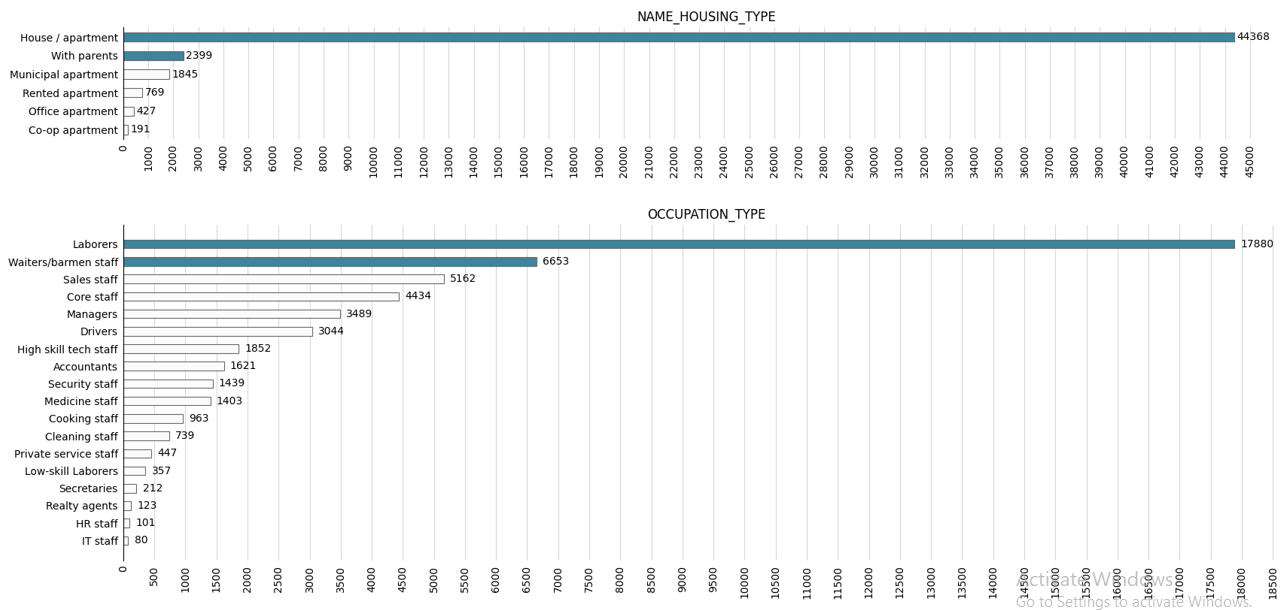 NAME_HOUSING_TYPE
House / apartment 44368
With parents 2399
Municipal apartment 1845
Rented apartment 769
Office apartment 427
Co-op apartment 191
0 1000 2000 3000 4000 5000 6000 7000 8000 9000 10000 11000 12000 13000 14000 15000 16000 17000 18000 19000 20000 21000 22000 23000 24000 25000 26000 27000 28000 29000 30000 31000 32000 33000 34000 35000 36000 37000 38000 39000 40000 41000 42000 43000 44000 45000
OCCUPATION_TYPE
Laborers 17880
Waiters/barmen staff 6653
Sales staff 5162
Core staff 4434
Managers 3489
Drivers 3044
High skill tech staff 1852
Accountants 1621
Security staff 1439
Medicine staff 1403
Cooking staff 963
Cleaning staff 739
Private service staff 447
Low-skill Laborers 357
Secretaries 212
Realty agents 123
HR staff 101
IT staff 80
0 500 1000 1500 2000 2500 3000 3500 4000 4500 5000 5500 6000 6500 7000 7500 8000 8500 9000 9500 10000 10500 11000 11500 12000 12500 13000 13500 14000 14500 15000 15500 16000 16500 17000 17500 18000 18500
Activate Windows
Go to Settings to activate Windows.